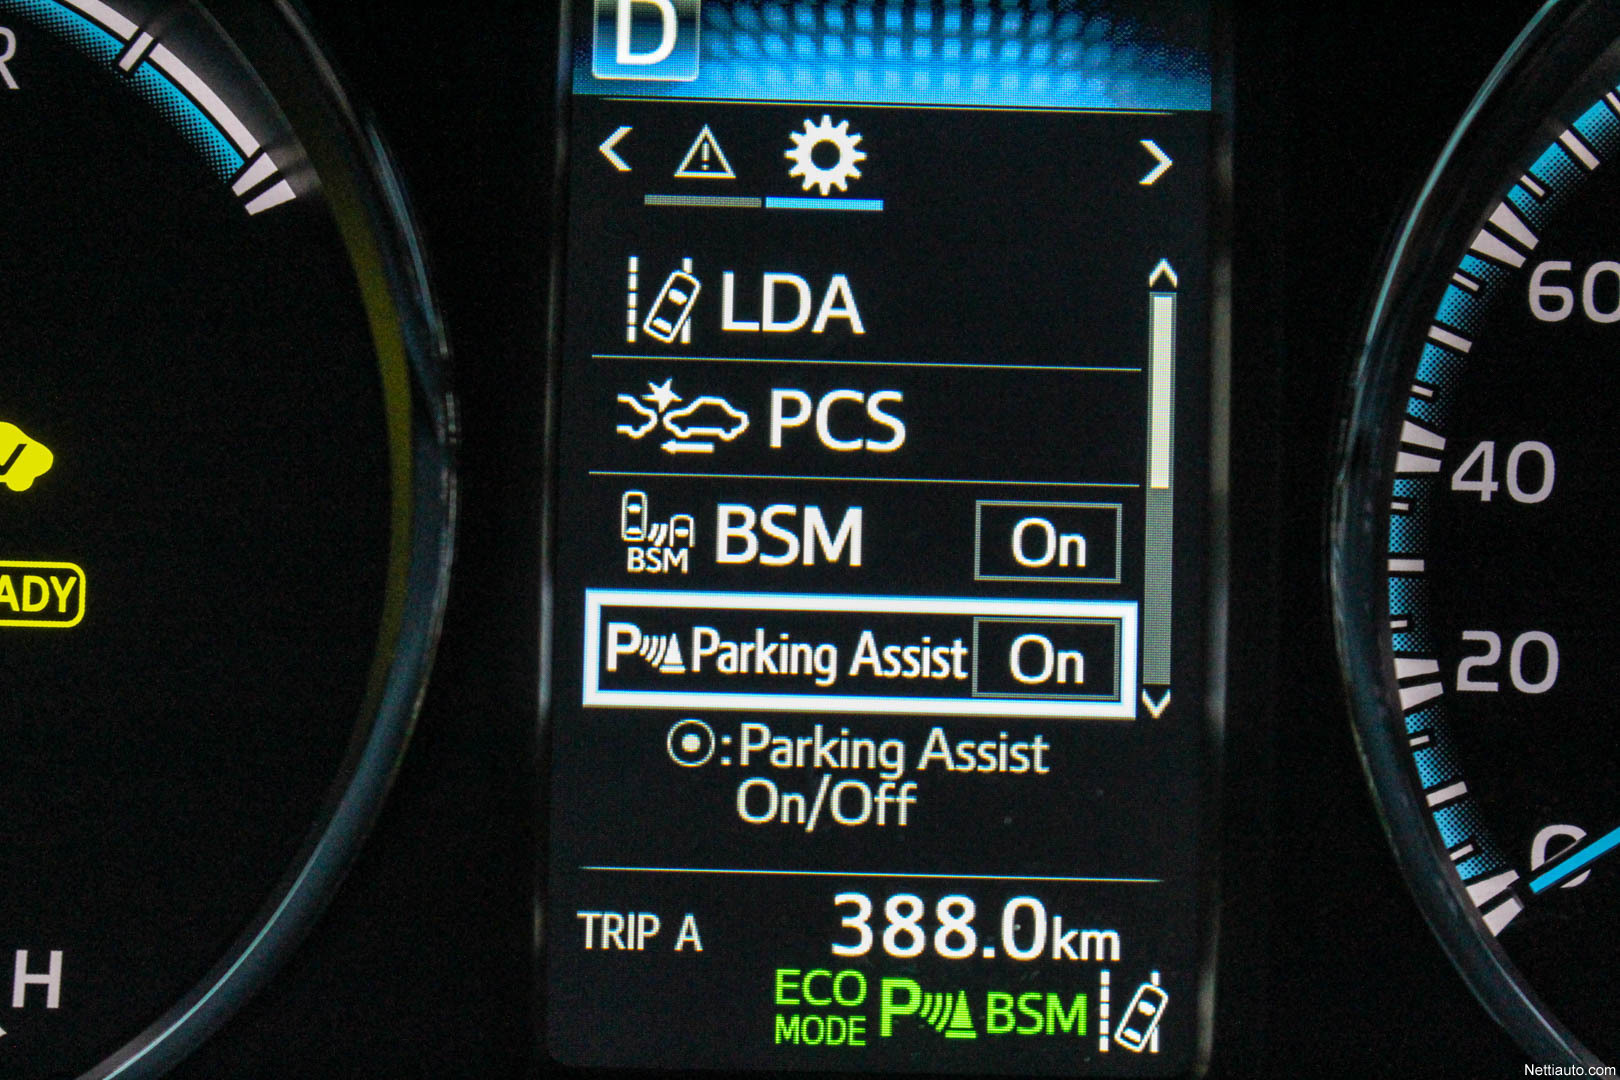 D
LDA
PCS
BSM
BSM On
P Parking Assist On
: Parking Assist
On/Off
TRIP A 388.0km
ECO
MODE P BSM
60
40
20
0
H
Nettiauto.com